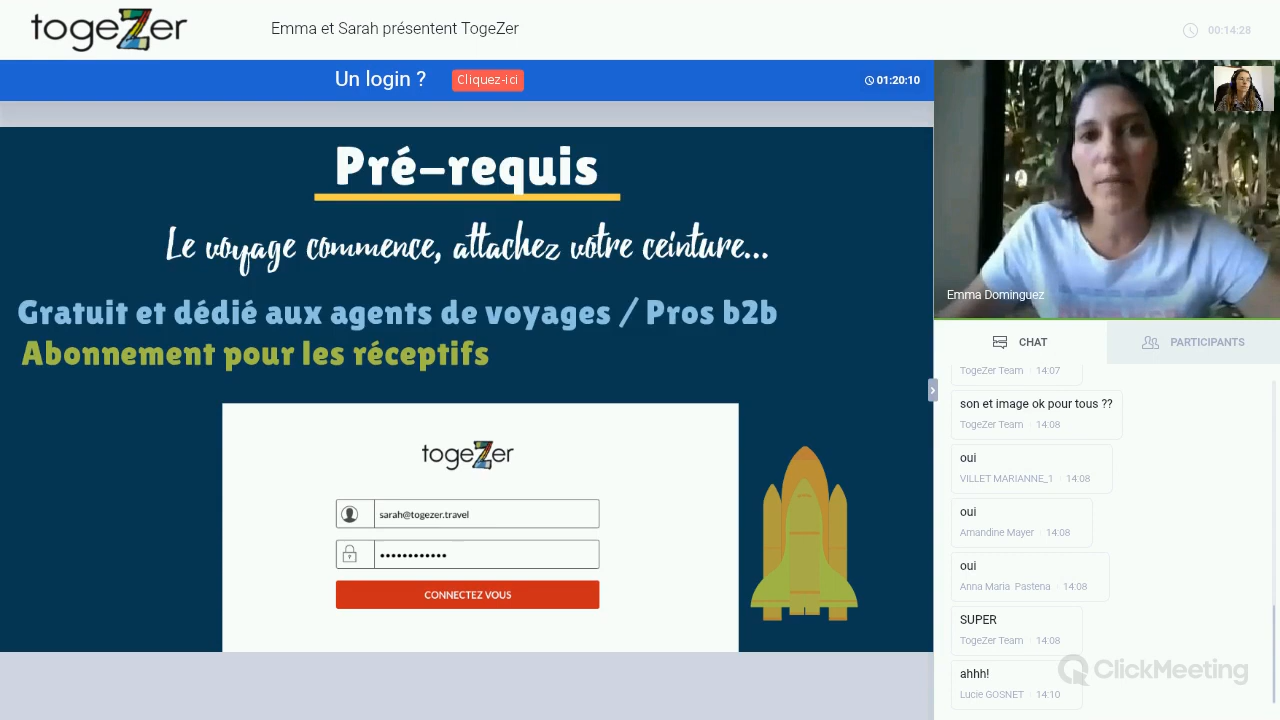 togeZer
Emma et Sarah présentent TogeZer
00:14:28
Un login ?
Cliquez-ici
01:20:10
Pré-requis
Le voyage commence, attachez votre ceinture...
Gratuit et dédié aux agents de voyages / Pros b2b
Abonnement pour les réceptifs
togeZer
sarah@togezer.travel
••••••••••••
CONNECTEZ VOUS
Emma Dominguez
CHAT
PARTICIPANTS
TogeZer Team 14:07
son et image ok pour tous ??
TogeZer Team 14:08
oui
VILLET MARIANNE_1 14:08
oui
Amandine Mayer 14:08
oui
Anna Maria Pastena 14:08
SUPER
TogeZer Team 14:08
ahhh!
Lucie GOSNET 14:10
ClickMeeting